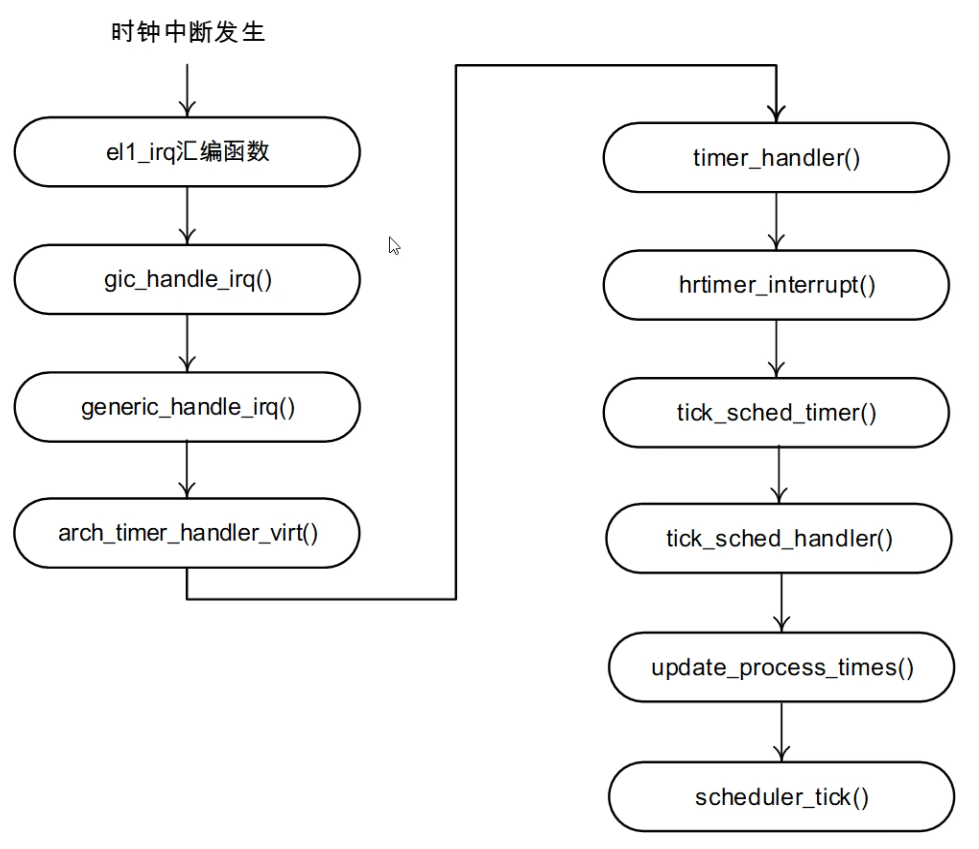 时钟中断发生
el1_irq汇编函数
gic_handle_irq()
generic_handle_irq()
arch_timer_handler_virt()
timer_handler()
hrtimer_interrupt()
tick_sched_timer()
tick_sched_handler()
update_process_times()
scheduler_tick()